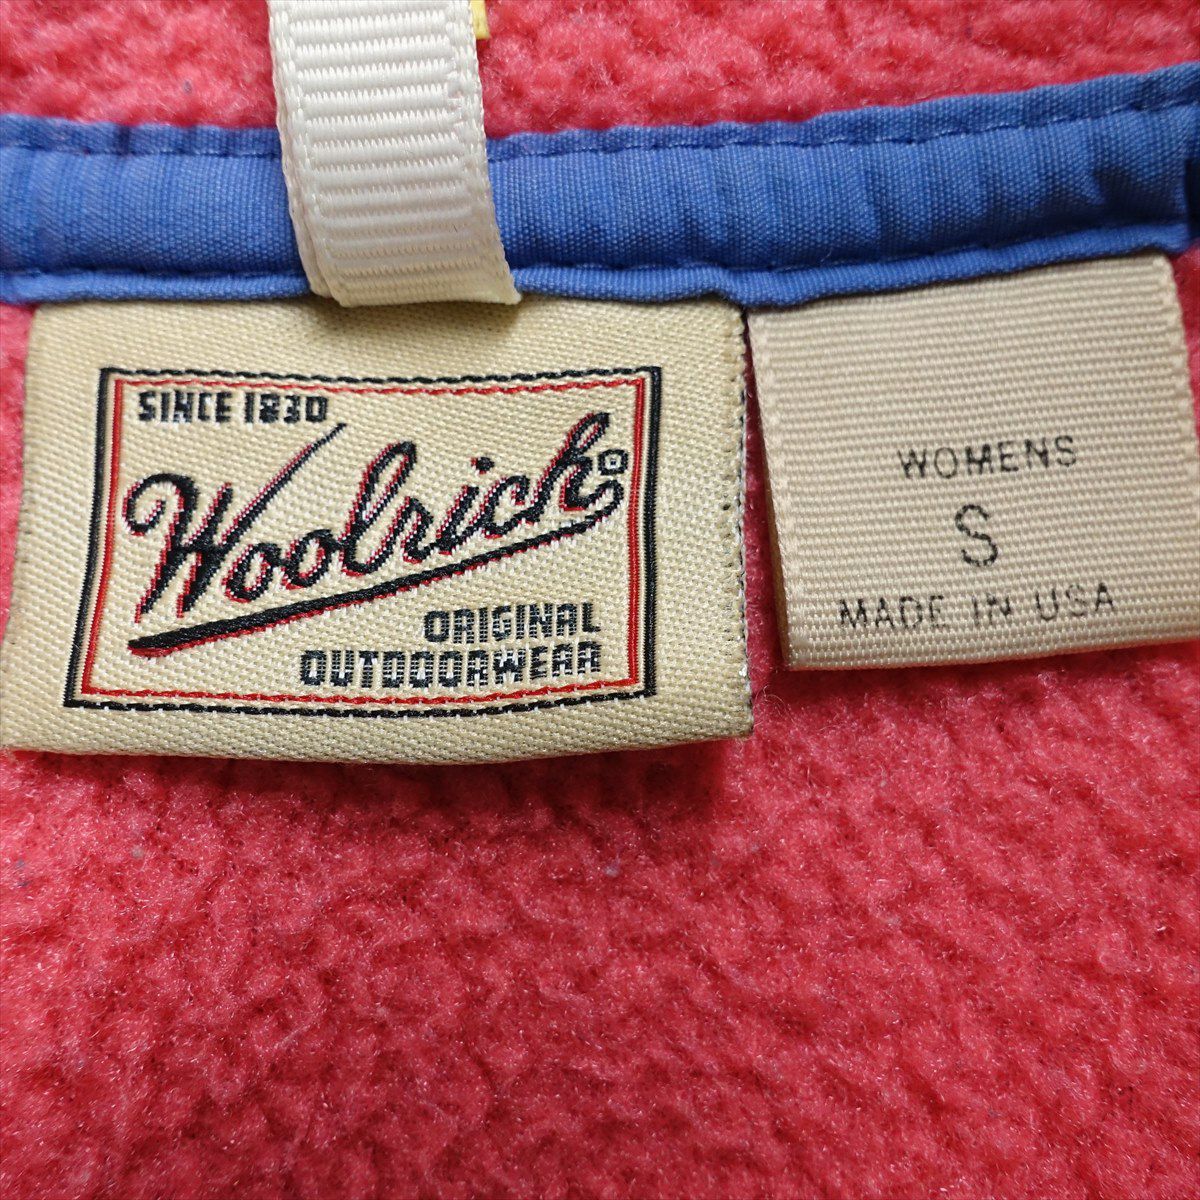 SINCE 1830
Woolrich®
ORIGINAL
OUTDOORWEAR
WOMENS
S
MADE IN USA